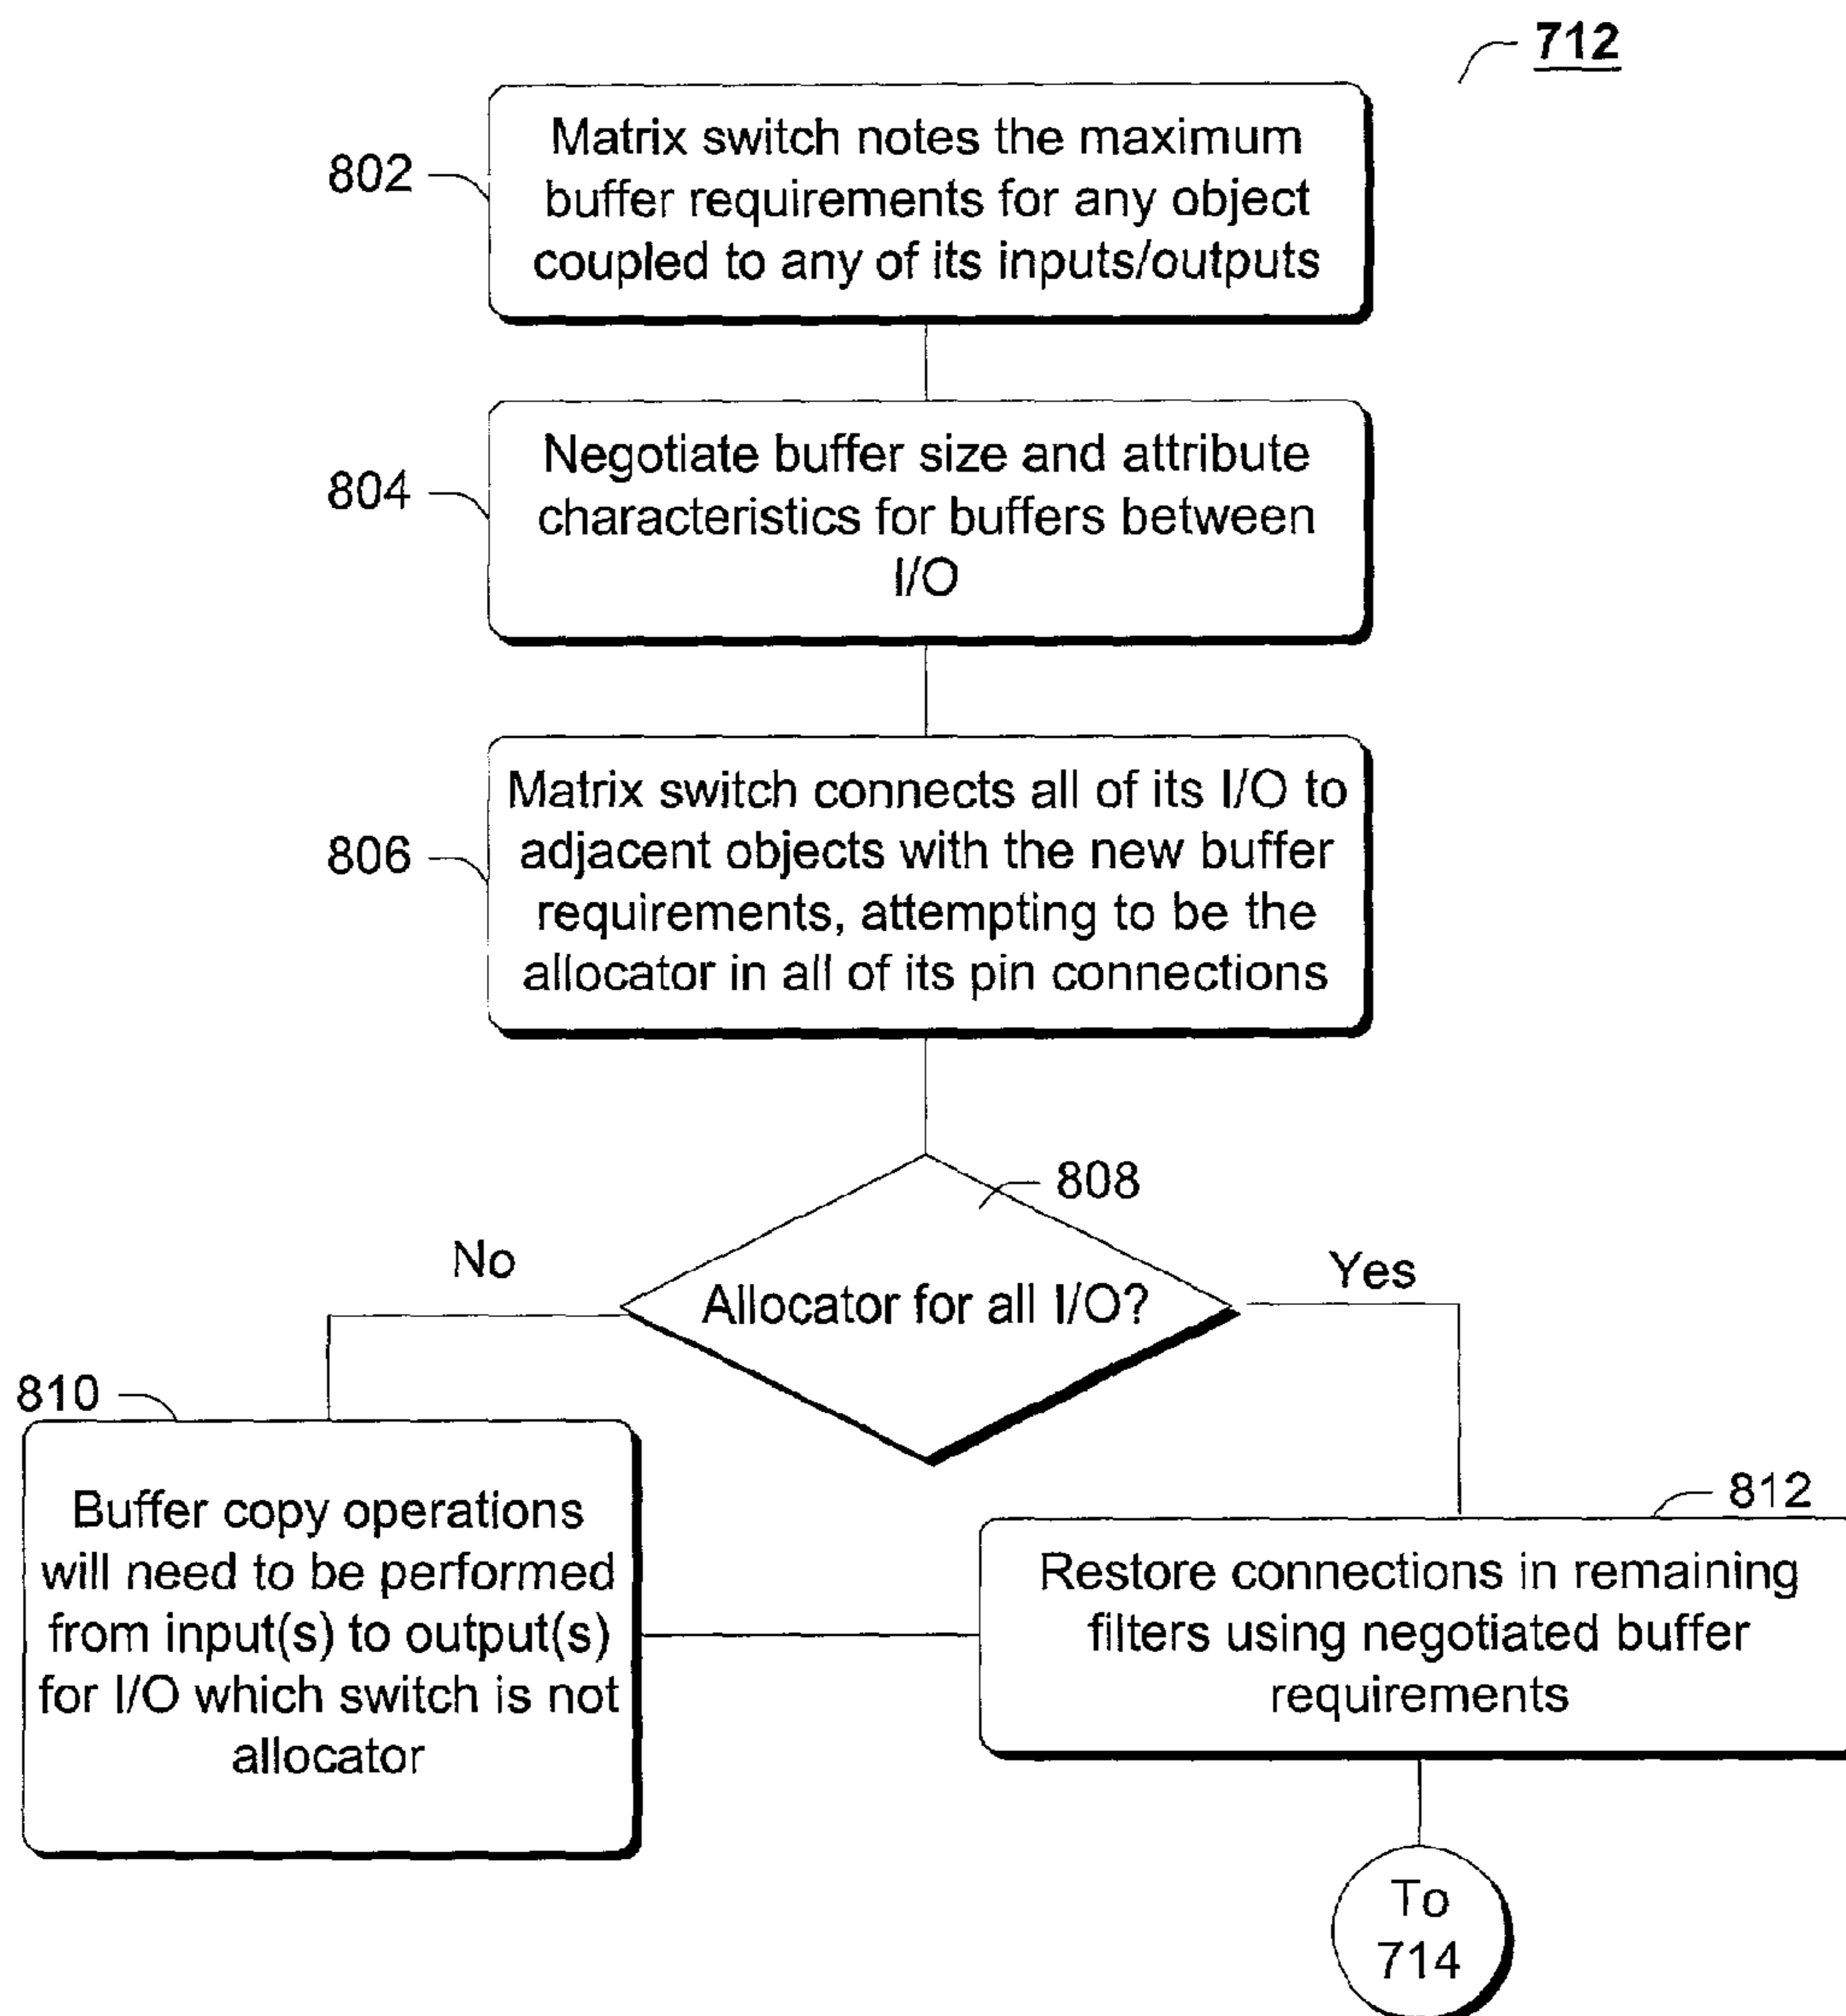 712
Matrix switch notes the maximum
buffer requirements for any object
coupled to any of its inputs/outputs
802
Negotiate buffer size and attribute
characteristics for buffers between
I/O
804
Matrix switch connects all of its I/O to
adjacent objects with the new buffer
requirements, attempting to be the
allocator in all of its pin connections
806
808
No
Allocator for all I/O?
Yes
810
Buffer copy operations
will need to be performed
from input(s) to output(s)
for I/O which switch is not
allocator
812
Restore connections in remaining
filters using negotiated buffer
requirements
To
714